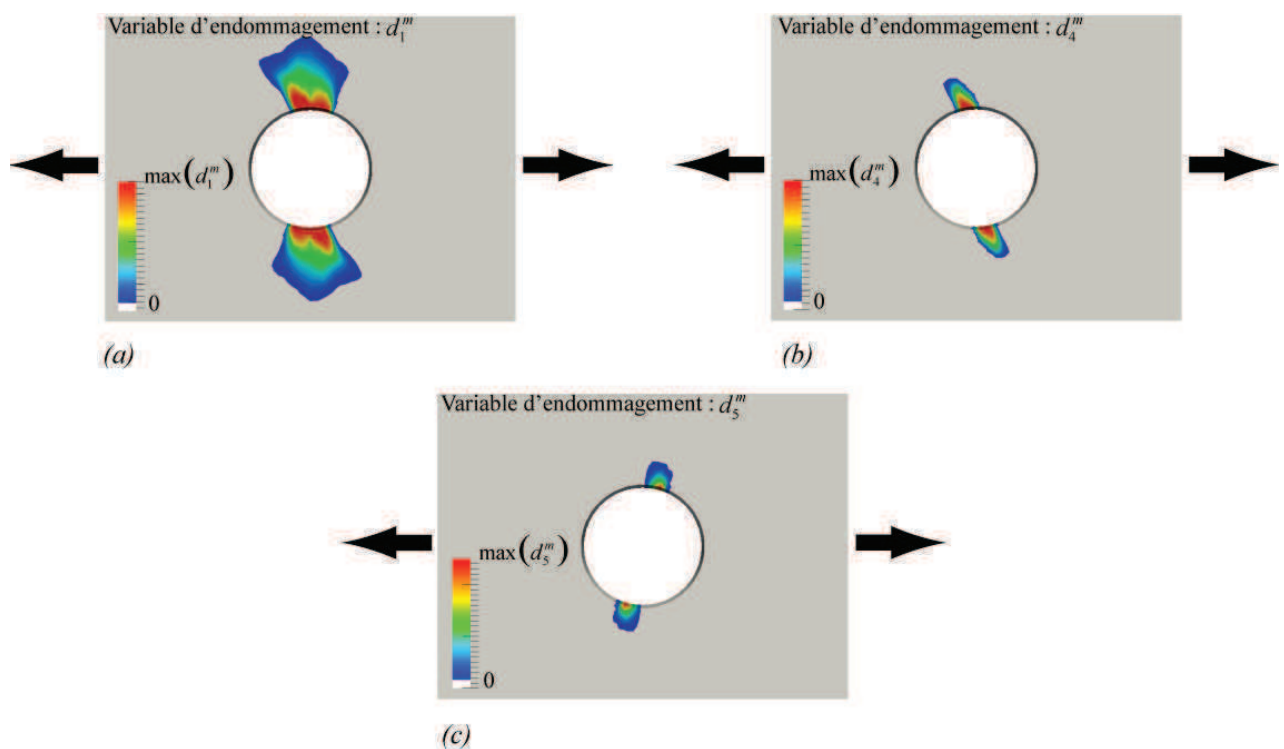 Variable d'endommagement : d₁ᵐ
max(d₁ᵐ)
0
(a)
Variable d'endommagement : d₄ᵐ
max(d₄ᵐ)
0
(b)
Variable d'endommagement : d₅ᵐ
max(d₅ᵐ)
0
(c)